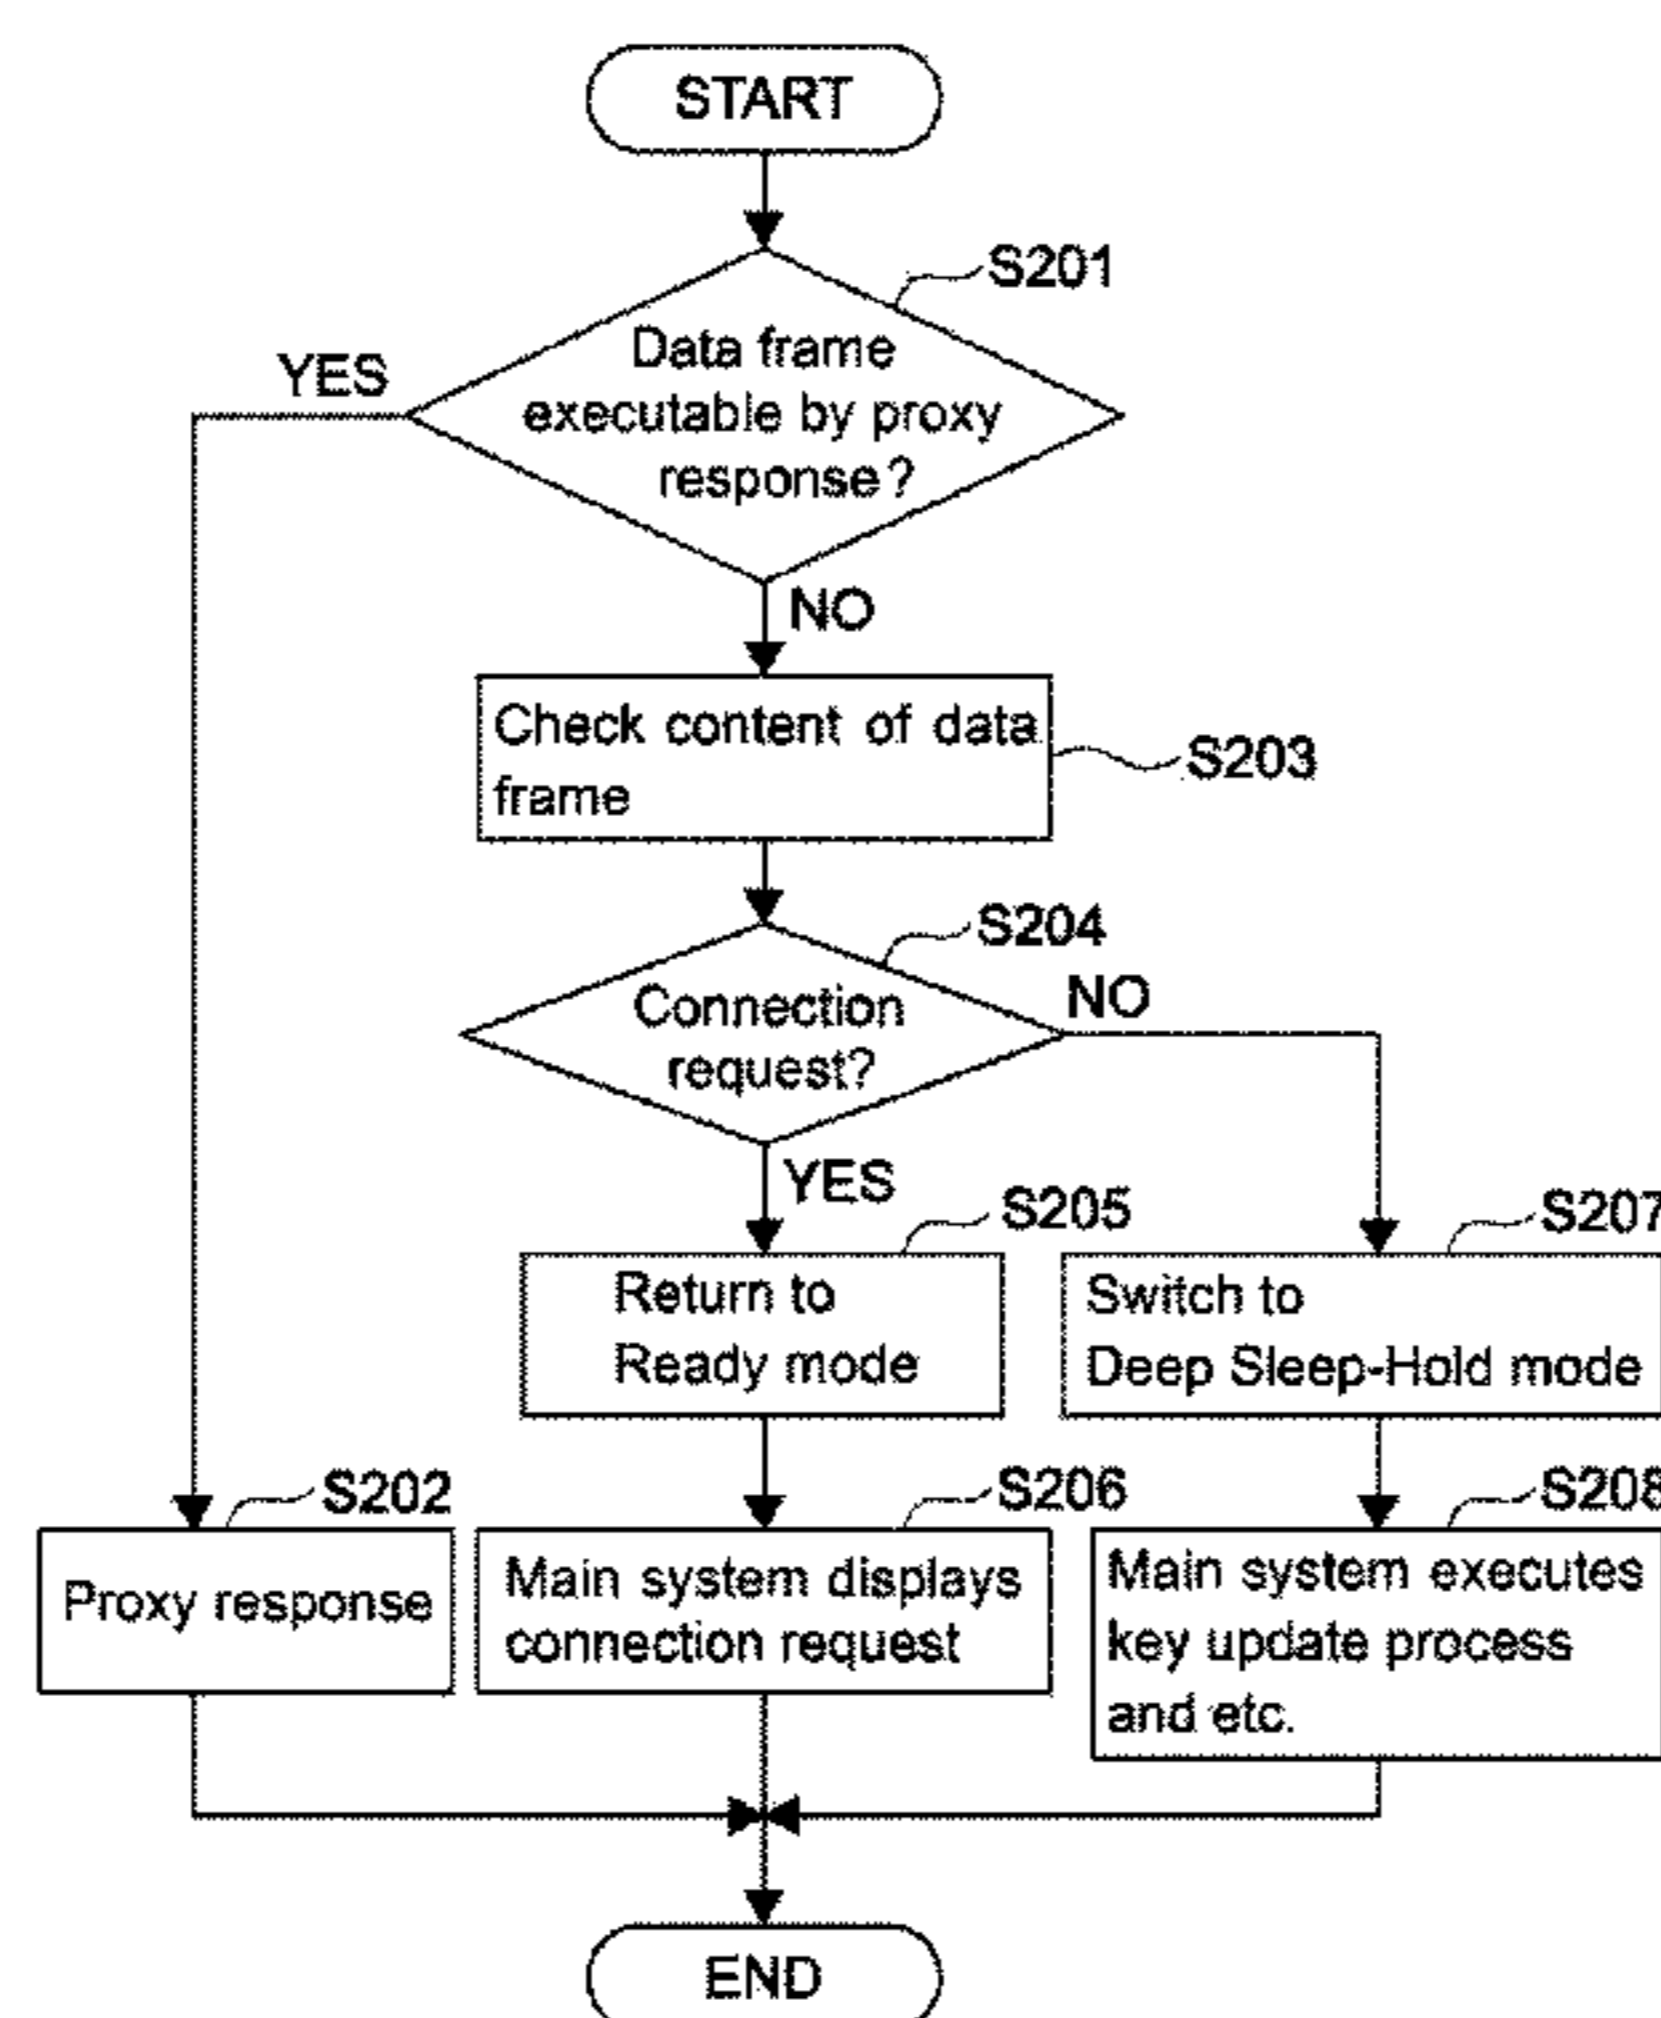 START
S201
Data frame
executable by proxy
response?
YES
NO
Check content of data
frame
S203
S204
Connection
request?
NO
YES
S205
Return to
Ready mode
S207
Switch to
Deep Sleep-Hold mode
S202
Proxy response
S206
Main system displays
connection request
S208
Main system executes
key update process
and etc.
END